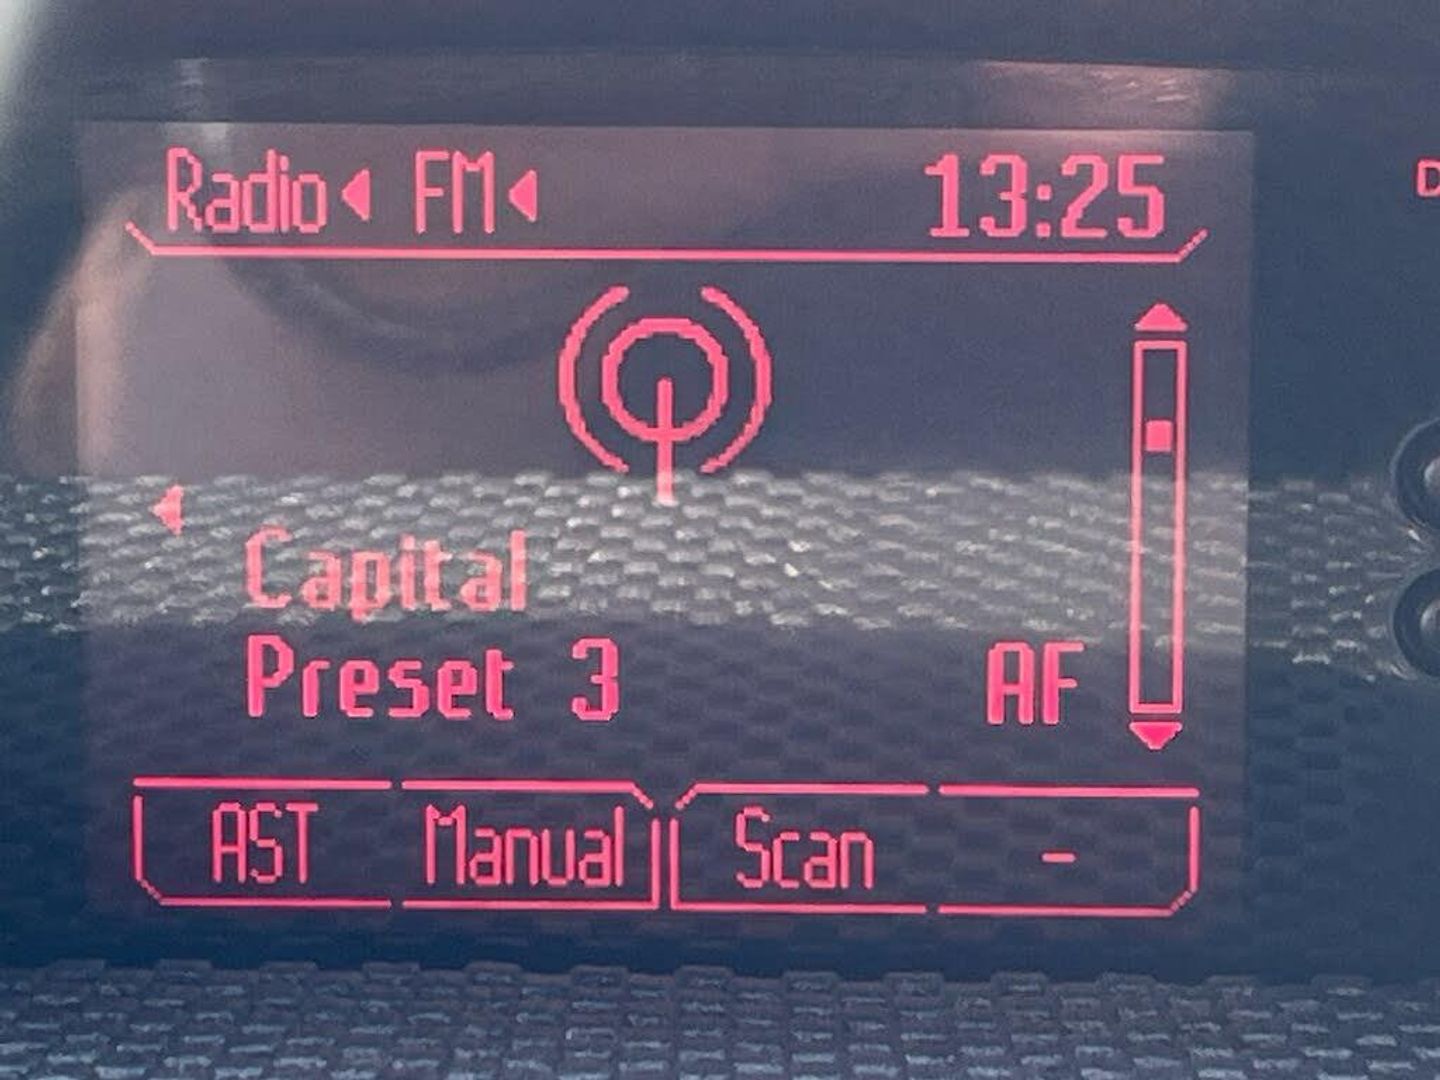 Radio FM 13:25
Capital
Preset 3 AF
AST Manual Scan -